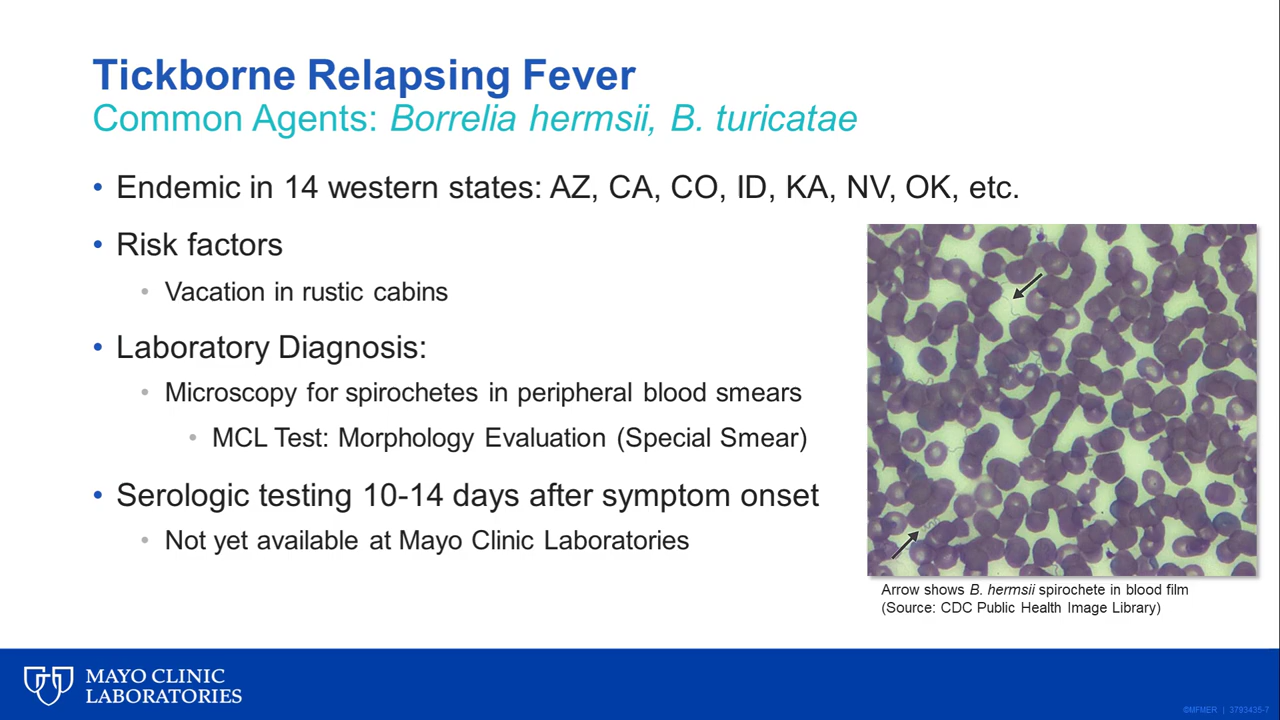 Tickborne Relapsing Fever
Common Agents: Borrelia hermsii, B. turicatae
• Endemic in 14 western states: AZ, CA, CO, ID, KA, NV, OK, etc.
• Risk factors
• Vacation in rustic cabins
• Laboratory Diagnosis:
• Microscopy for spirochetes in peripheral blood smears
• MCL Test: Morphology Evaluation (Special Smear)
• Serologic testing 10-14 days after symptom onset
• Not yet available at Mayo Clinic Laboratories
Arrow shows B. hermsii spirochete in blood film
(Source: CDC Public Health Image Library)
MAYO CLINIC
LABORATORIES
©MFMER | 3793435-7